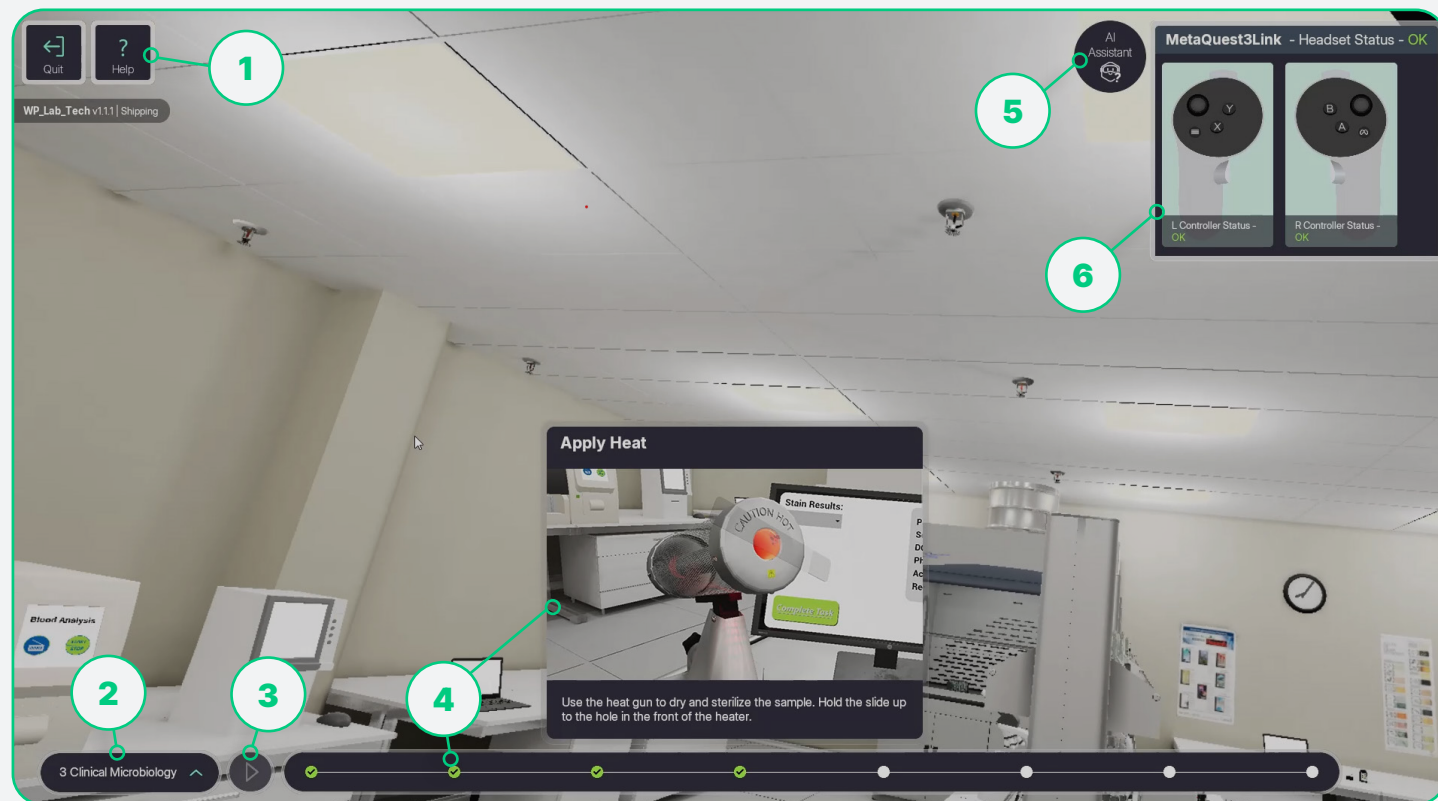 Quit
?
Help
1
WP_Lab_Tech v1.1.1 | Shipping
AI
Assistant
5
MetaQuest3Link - Headset Status - OK
Y
X
B
A
L Controller Status -
OK
R Controller Status -
OK
6
Apply Heat
CAUTION HOT
Stain Results:
Complete Task
Use the heat gun to dry and sterilize the sample. Hold the slide up
to the hole in the front of the heater.
Blood Analysis
2
3
4
3 Clinical Microbiology